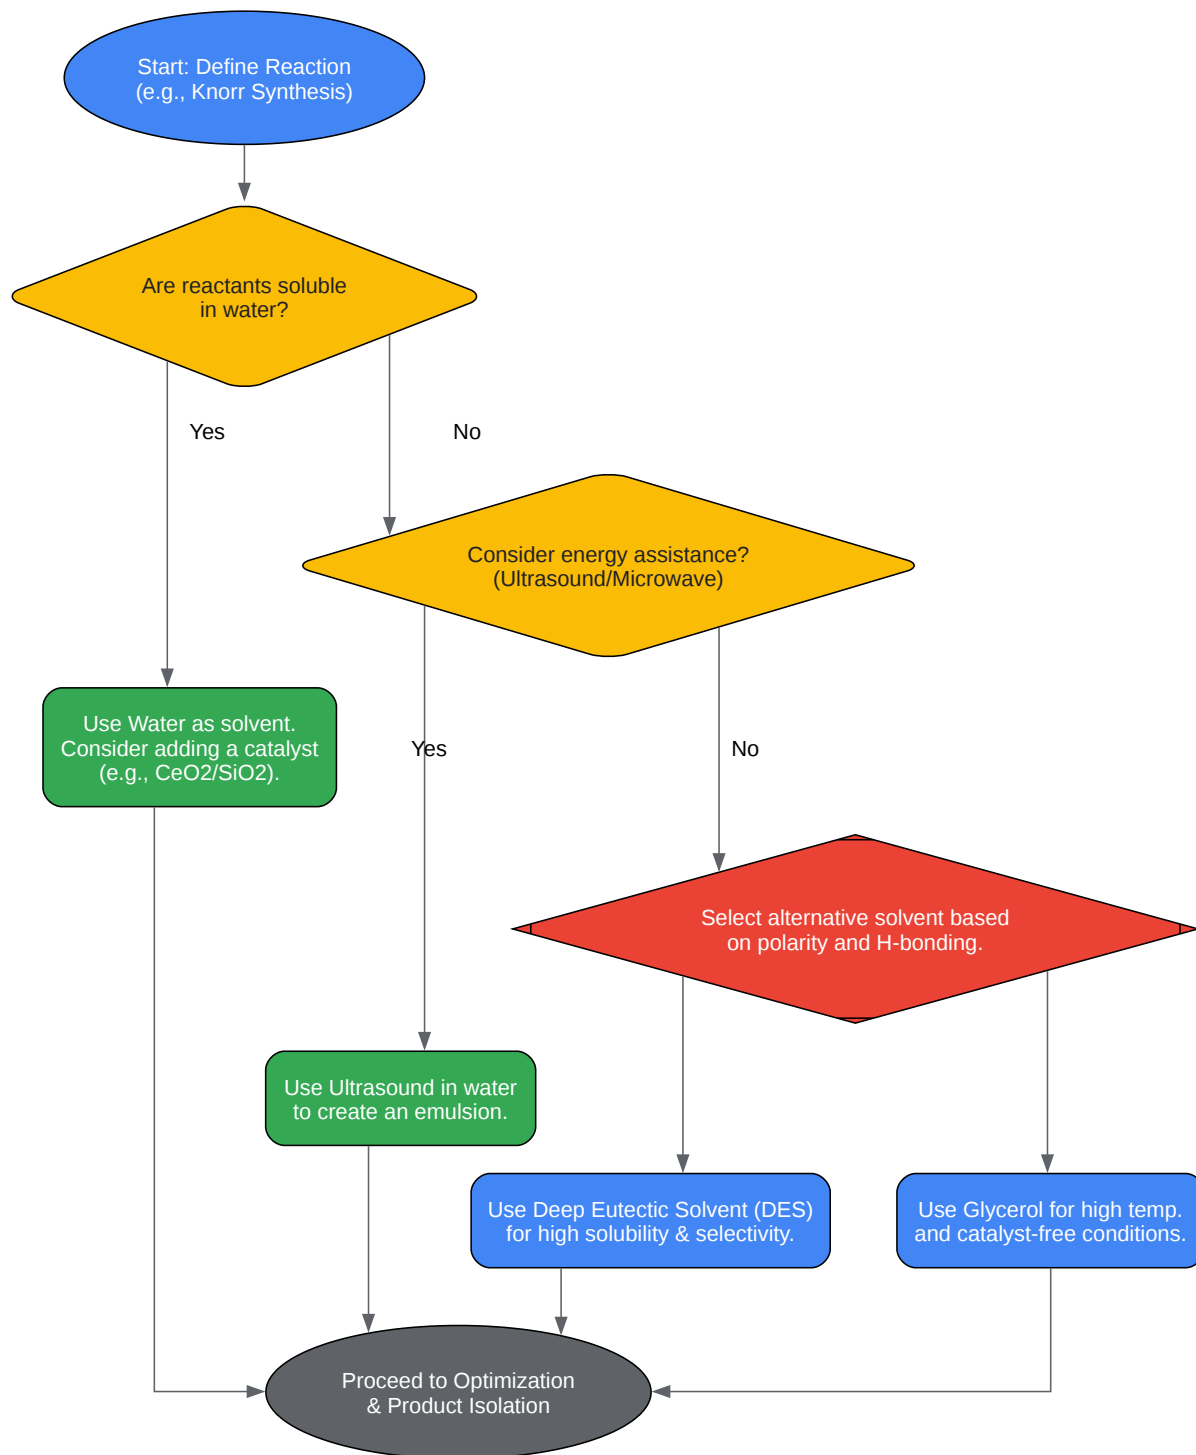 Start: Define Reaction
(e.g., Knorr Synthesis)
Are reactants soluble
in water?
Yes
No
Consider energy assistance?
(Ultrasound/Microwave)
Use Water as solvent.
Consider adding a catalyst
(e.g., CeO2/SiO2).
Yes
No
Select alternative solvent based
on polarity and H-bonding.
Use Ultrasound in water
to create an emulsion.
Use Deep Eutectic Solvent (DES)
for high solubility & selectivity.
Use Glycerol for high temp.
and catalyst-free conditions.
Proceed to Optimization
& Product Isolation